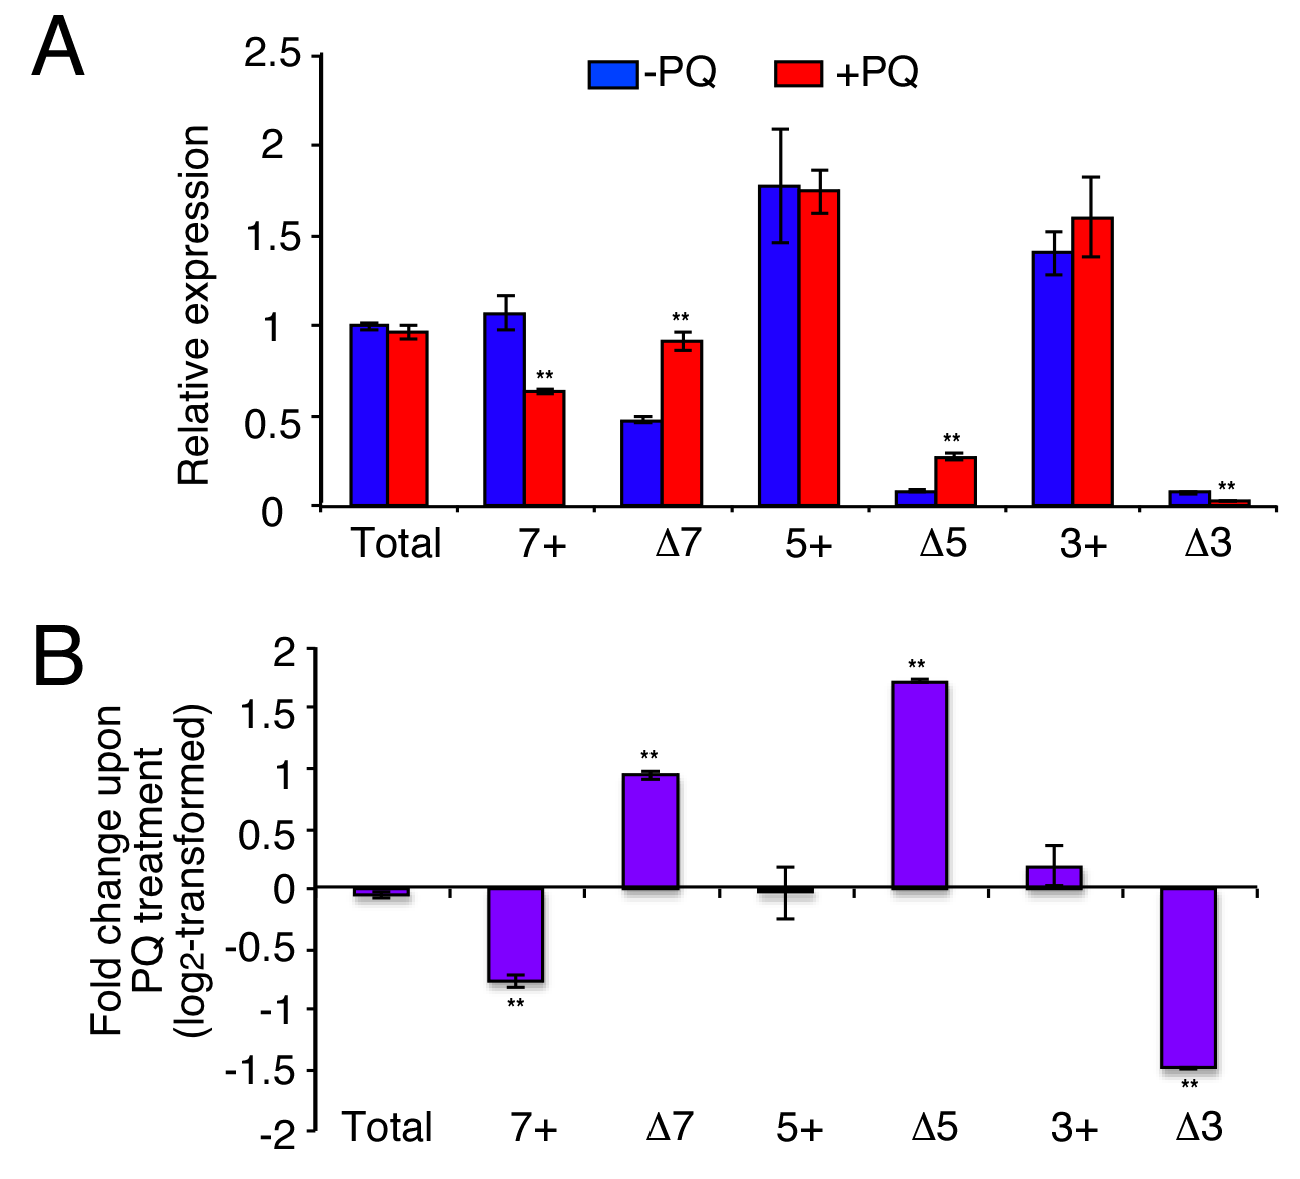 A
2.5
2
1.5
1
0.5
0
Relative expression
-PQ +PQ
** ** ** **
Total 7+ Δ7 5+ Δ5 3+ Δ3
B
2
1.5
1
0.5
0
-0.5
-1
-1.5
-2
Fold change upon
PQ treatment
(log2-transformed)
** ** ** **
Total 7+ Δ7 5+ Δ5 3+ Δ3